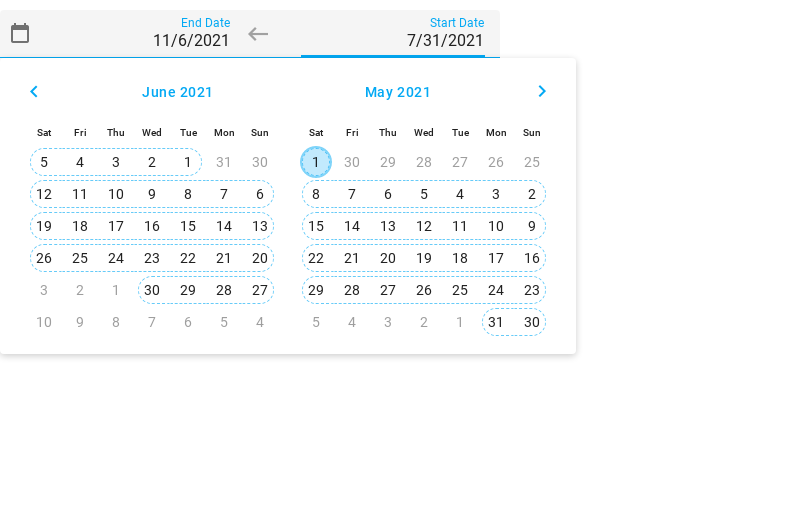 End Date Start Date
11/6/2021 7/31/2021
June 2021 May 2021
Sat Fri Thu Wed Tue Mon Sun Sat Fri Thu Wed Tue Mon Sun
5 4 3 2 1 31 30 1 30 29 28 27 26 25
12 11 10 9 8 7 6 8 7 6 5 4 3 2
19 18 17 16 15 14 13 15 14 13 12 11 10 9
26 25 24 23 22 21 20 22 21 20 19 18 17 16
3 2 1 30 29 28 27 29 28 27 26 25 24 23
10 9 8 7 6 5 4 5 4 3 2 1 31 30